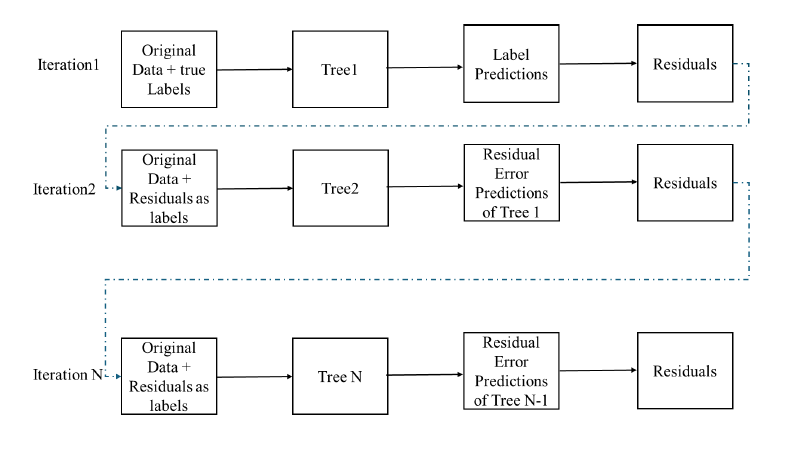 Iteration1
Original
Data + true
Labels
Tree1
Label
Predictions
Residuals
Iteration2
Original
Data +
Residuals as
labels
Tree2
Residual
Error
Predictions
of Tree 1
Residuals
Iteration N
Original
Data +
Residuals as
labels
Tree N
Residual
Error
Predictions
of Tree N-1
Residuals